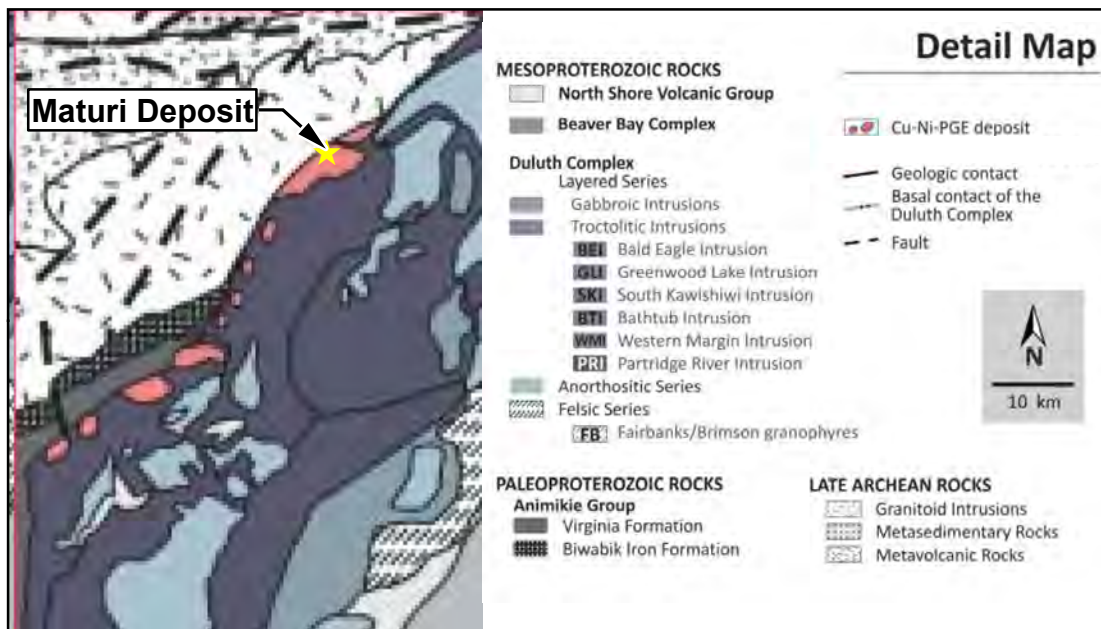 Maturi Deposit
Detail Map
MESOPROTEROZOIC ROCKS
North Shore Volcanic Group
Beaver Bay Complex
Duluth Complex
Layered Series
Gabbroic Intrusions
Troctolitic Intrusions
BEI Bald Eagle Intrusion
GLI Greenwood Lake Intrusion
SKI South Kawishiwi Intrusion
BTI Bathtub Intrusion
WMI Western Margin Intrusion
PRI Partridge River Intrusion
Anorthositic Series
Felsic Series
FB Fairbanks/Brimson granophyres
PALEOPROTEROZOIC ROCKS
Animikie Group
Virginia Formation
Biwabik Iron Formation
Cu-Ni-PGE deposit
Geologic contact
Basal contact of the
Duluth Complex
Fault
N
10 km
LATE ARCHEAN ROCKS
Granitoid Intrusions
Metasedimentary Rocks
Metavolcanic Rocks